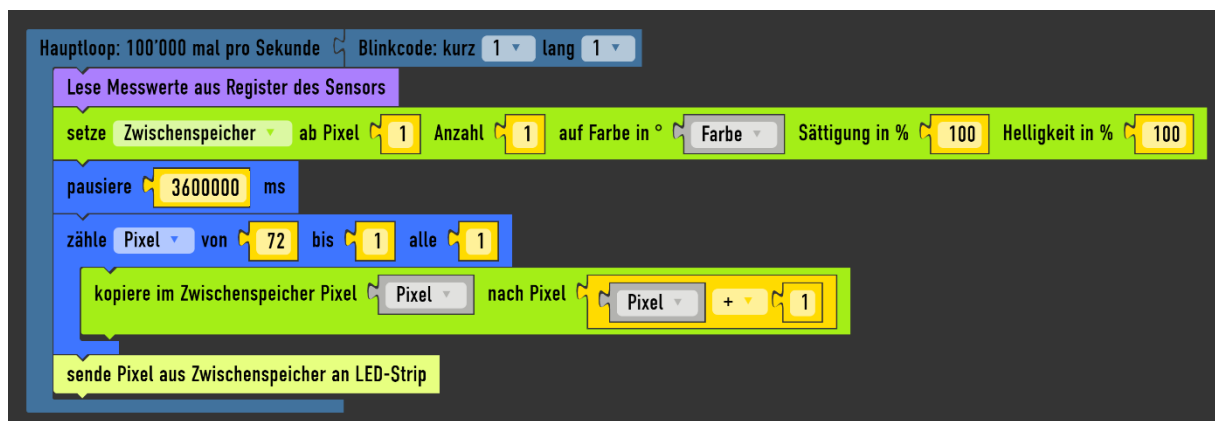 Hauptloop: 100'000 mal pro Sekunde Blinkcode: kurz 1 lang 1
Lese Messwerte aus Register des Sensors
setze Zwischenspeicher ab Pixel 1 Anzahl 1 auf Farbe in ° Farbe Sättigung in % 100 Helligkeit in % 100
pausiere 3600000 ms
zähle Pixel von 72 bis 1 alle 1
kopiere im Zwischenspeicher Pixel Pixel nach Pixel Pixel + 1
sende Pixel aus Zwischenspeicher an LED-Strip